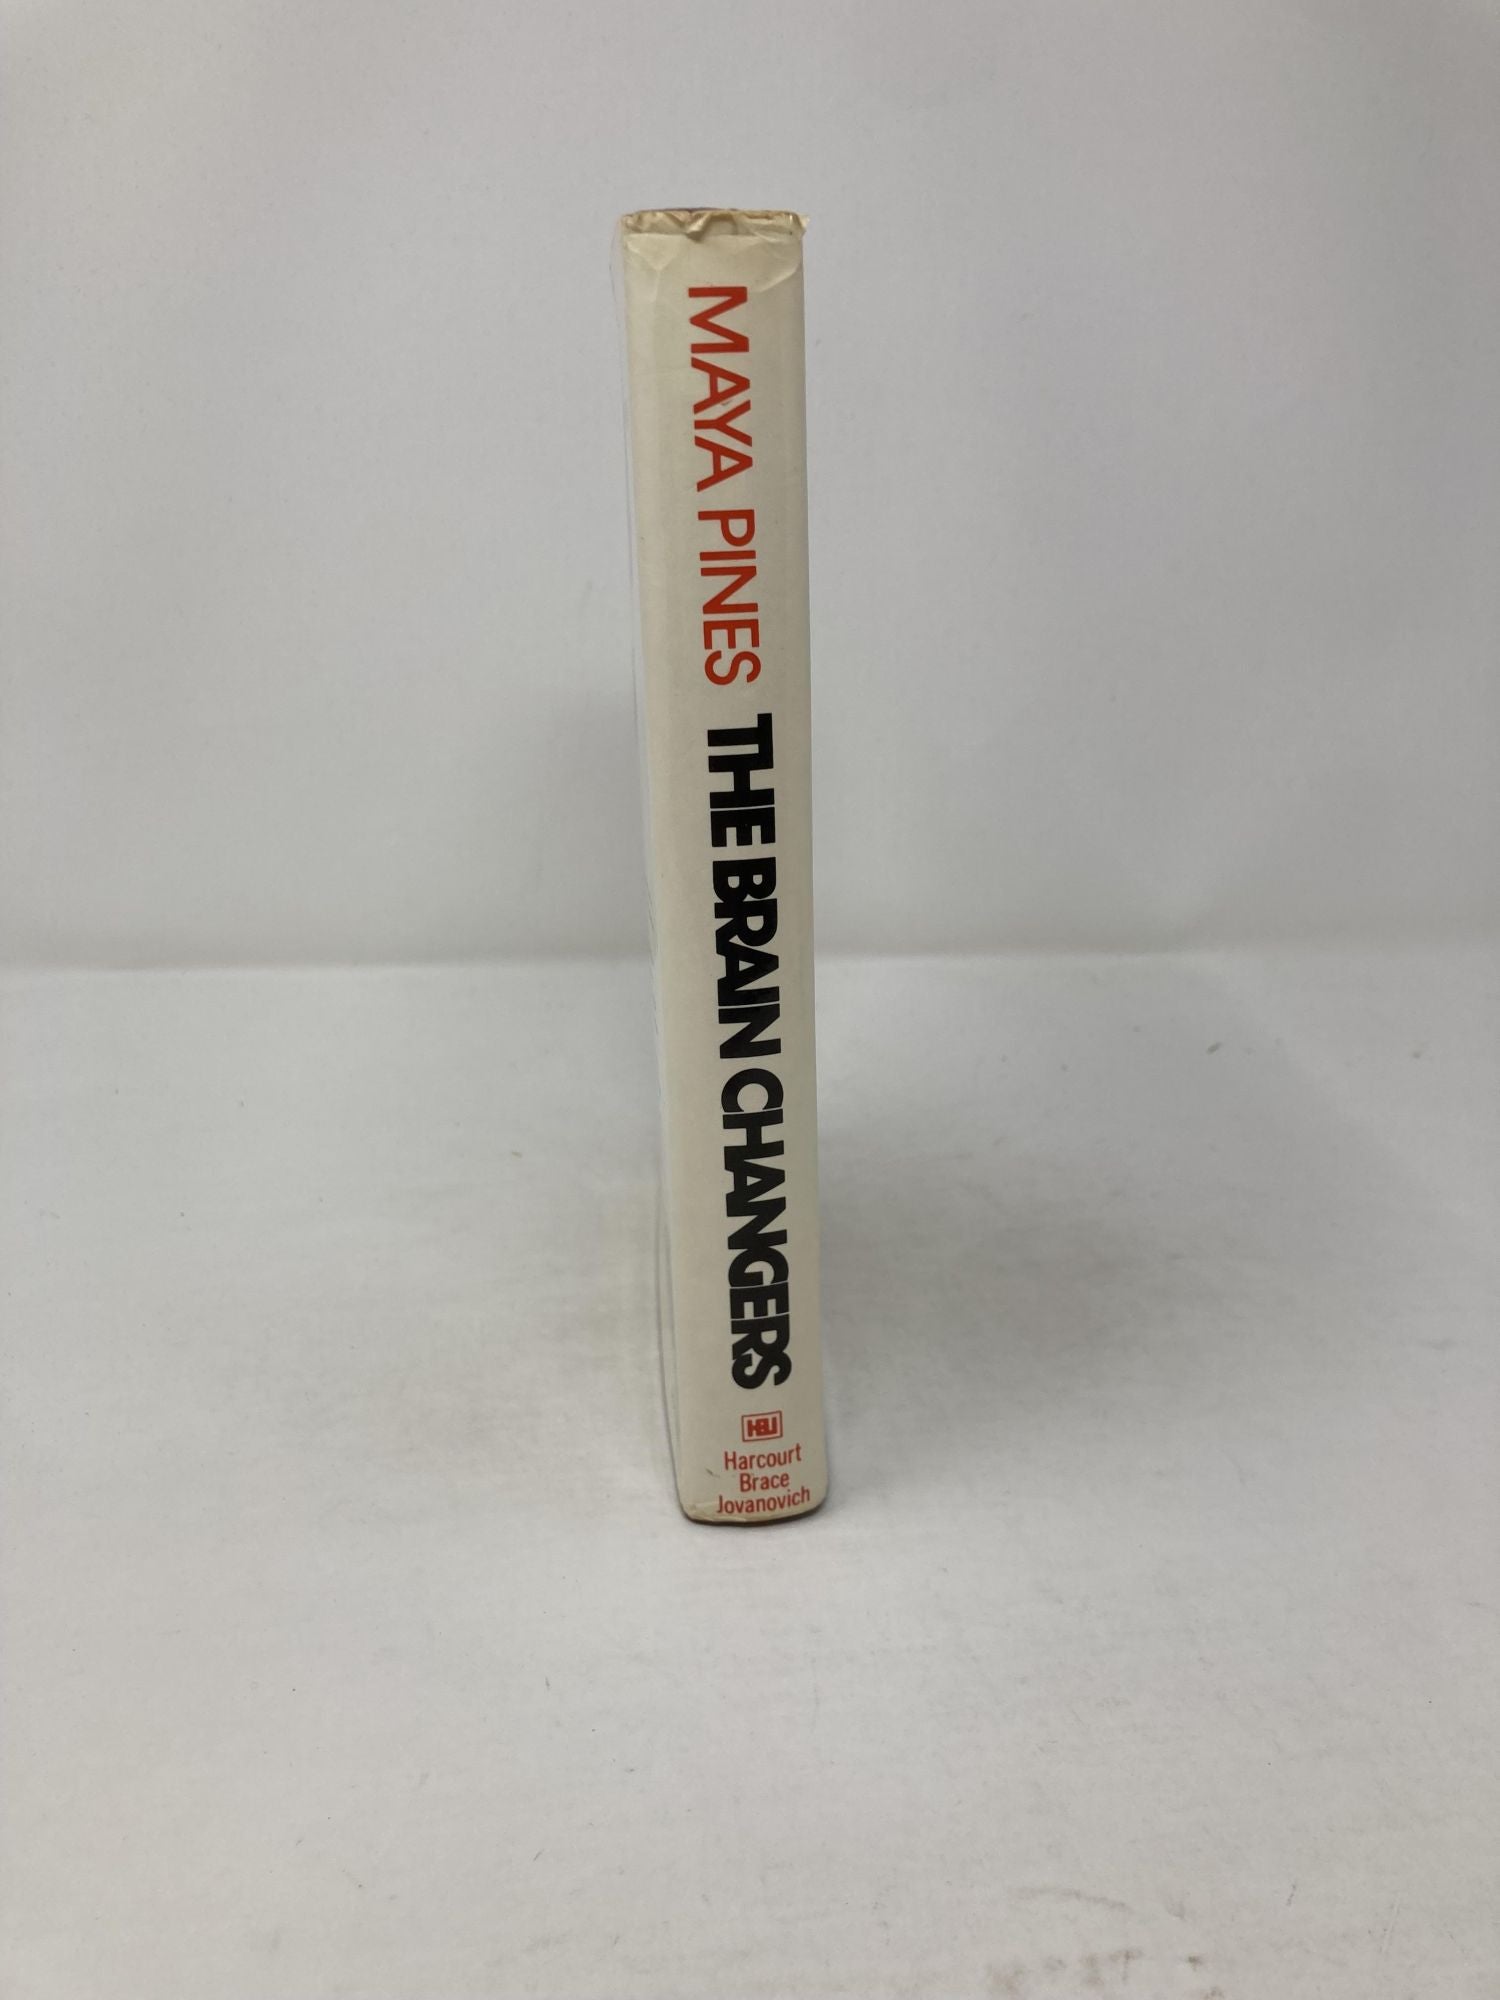 MAYA PINES THE BRAIN CHANGERS
HBJ
Harcourt
Brace
Jovanovich